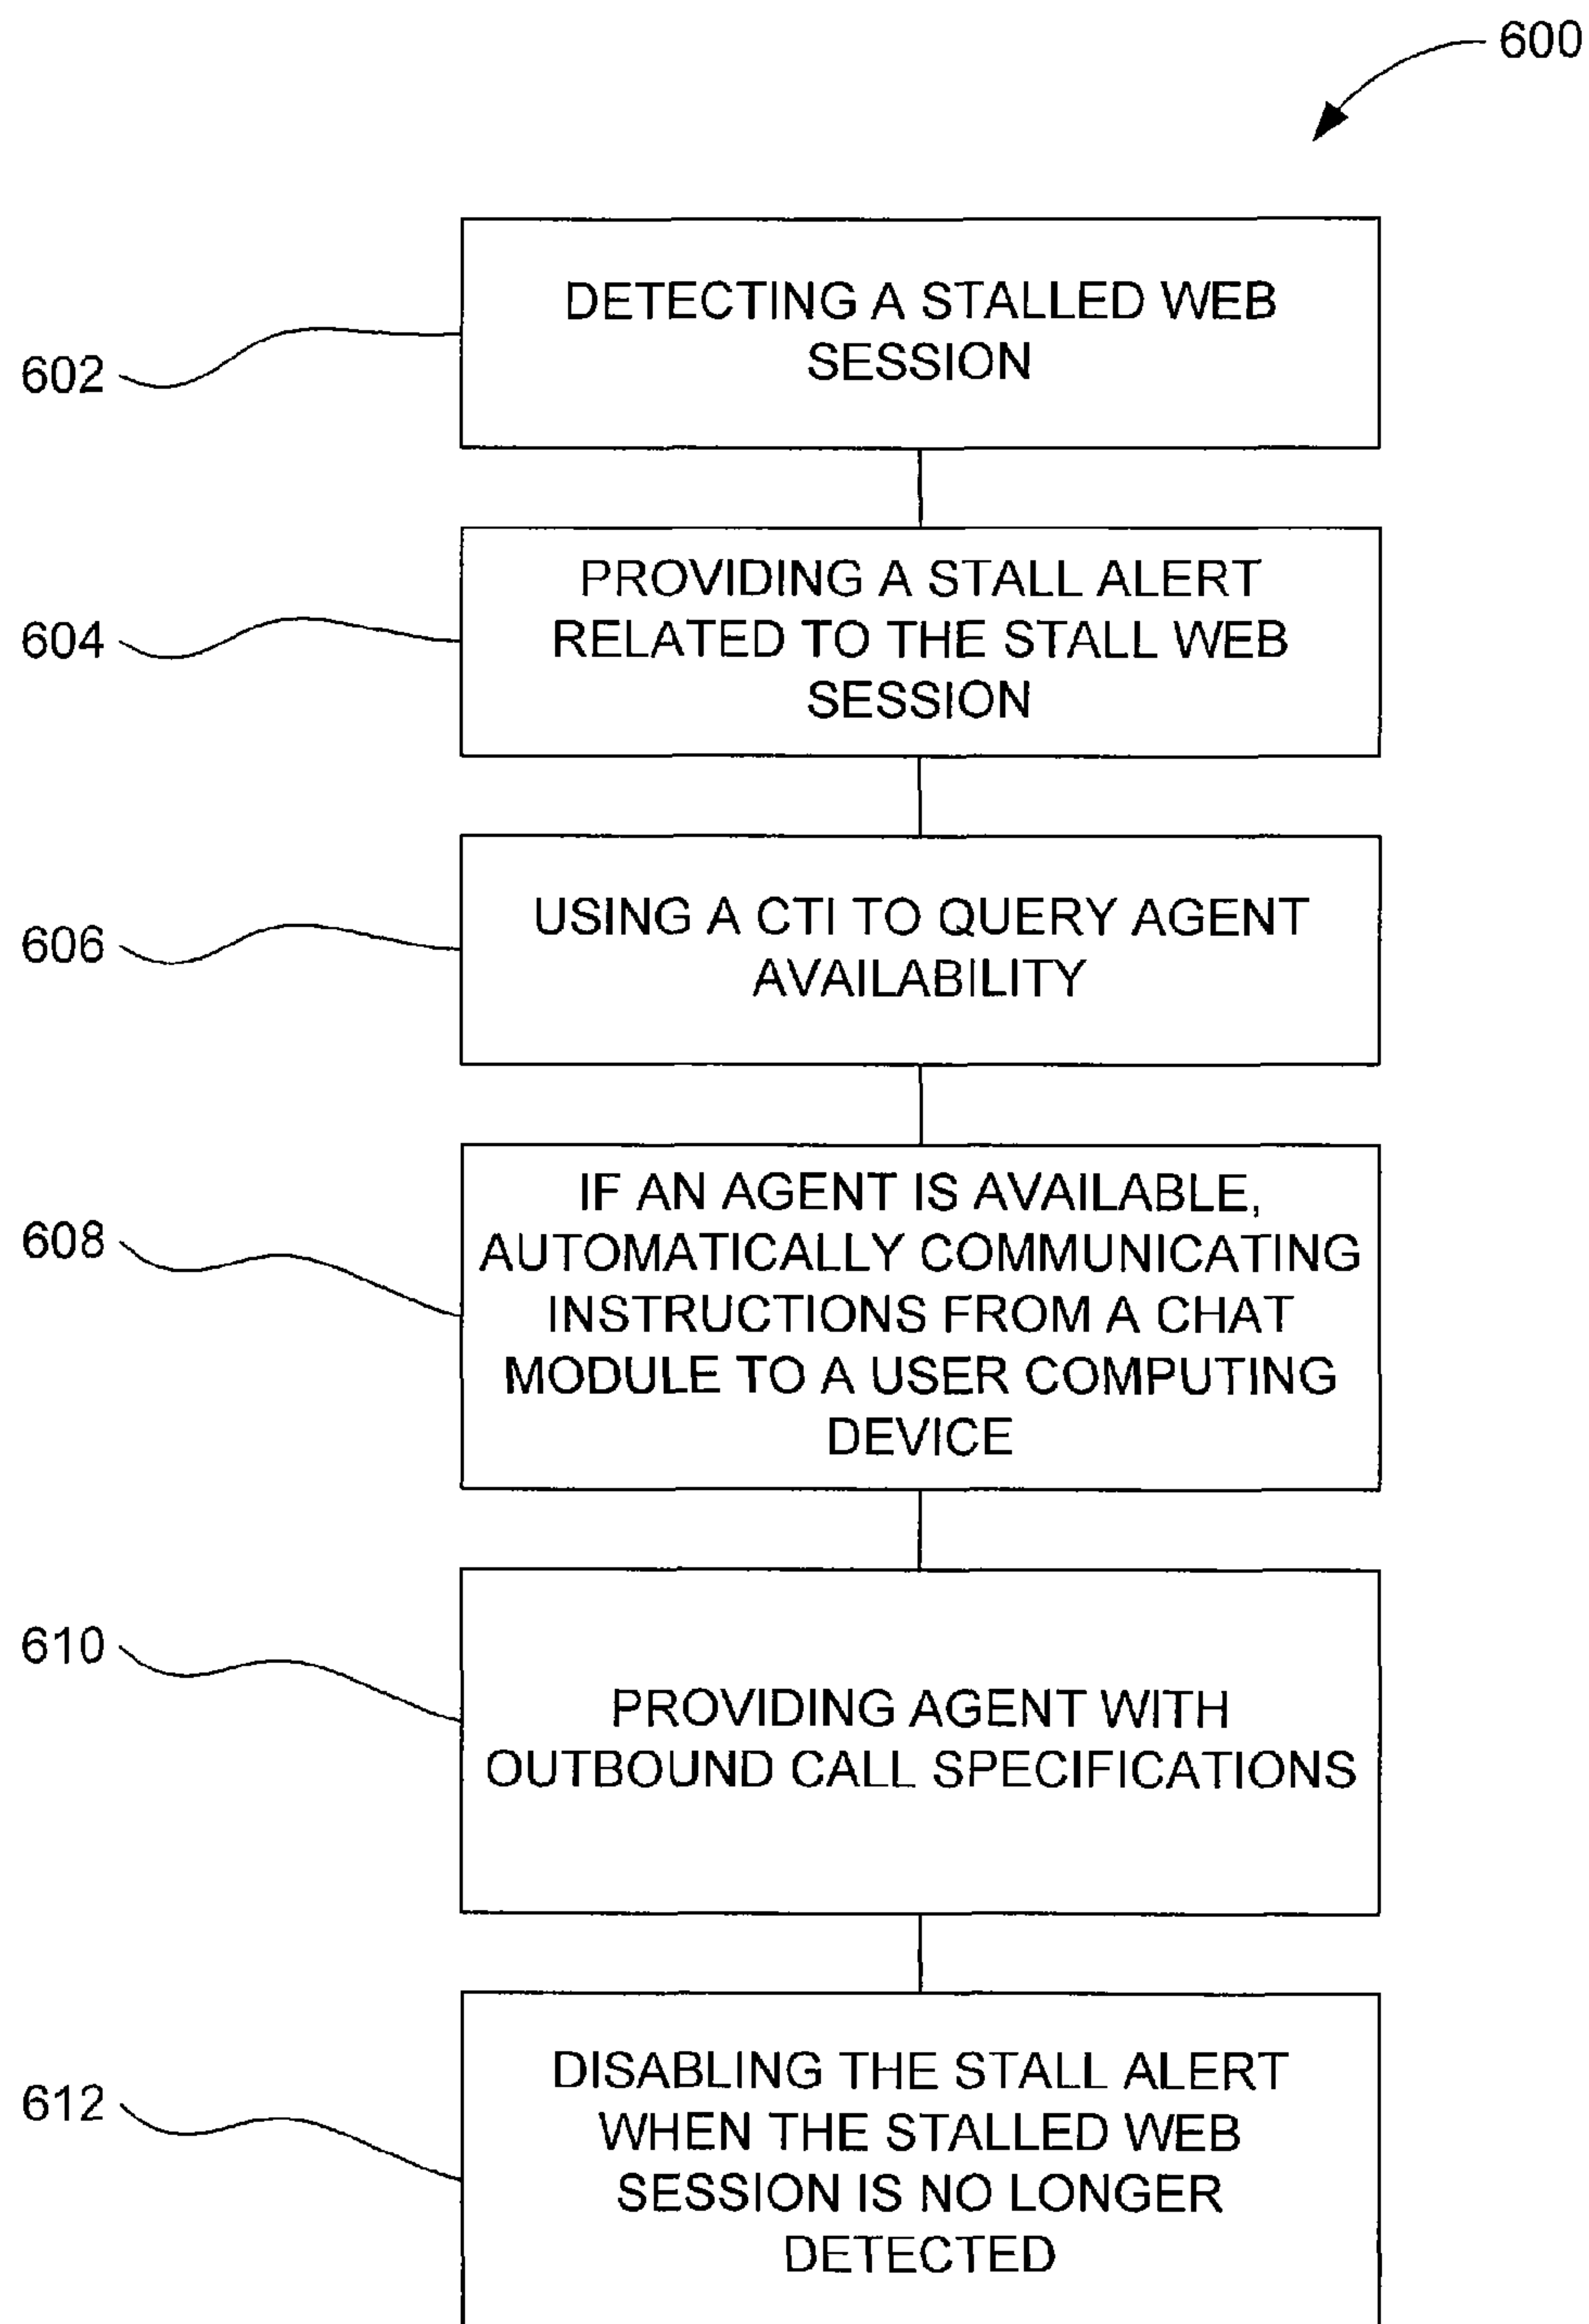 600
602
DETECTING A STALLED WEB
SESSION
604
PROVIDING A STALL ALERT
RELATED TO THE STALL WEB
SESSION
606
USING A CTI TO QUERY AGENT
AVAILABILITY
608
IF AN AGENT IS AVAILABLE,
AUTOMATICALLY COMMUNICATING
INSTRUCTIONS FROM A CHAT
MODULE TO A USER COMPUTING
DEVICE
610
PROVIDING AGENT WITH
OUTBOUND CALL SPECIFICATIONS
612
DISABLING THE STALL ALERT
WHEN THE STALLED WEB
SESSION IS NO LONGER
DETECTED